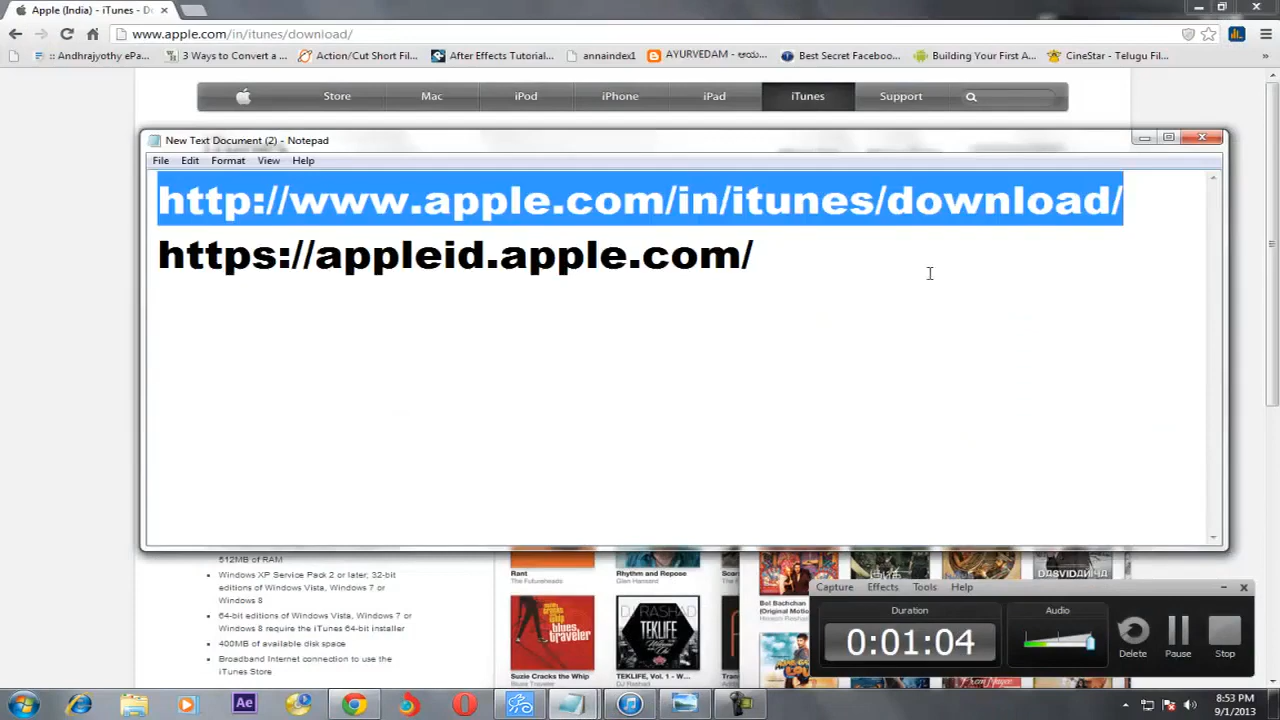 Apple (India) - iTunes - Do
www.apple.com/in/itunes/download/
:: Andhrajyothy ePa...
3 Ways to Convert a ...
Action/Cut Short Fil...
After Effects Tutorial...
annaindex1
Best Secret Faceboo...
Building Your First A...
CineStar - Telugu Fil...
»
Store
Mac
iPod
iPhone
iPad
iTunes
Support
New Text Document (2) - Notepad
File Edit Format View Help
http://www.apple.com/in/itunes/download/
https://appleid.apple.com/
512MB of RAM
Windows XP Service Pack 2 or later, 32-bit
editions of Windows Vista, Windows 7 or
Windows 8
64-bit editions of Windows Vista, Windows 7 or
Windows 8 require the iTunes 64-bit installer
400MB of available disk space
Broadband Internet connection to use the
iTunes Store
Rant
The Futureheads
Rhythm and Repose
Glen Hansard
blues traveler
Suzie Cracks the Whip
DJ RASHAD
TEKLIFE
TEKLIFE, Vol. 1 - W...
Bol Bachchan
(Original Motion
Capture Effects Tools Help
Duration
0:01:04
Audio
Delete
Pause
Stop
Ae
8:53 PM
9/1/2013